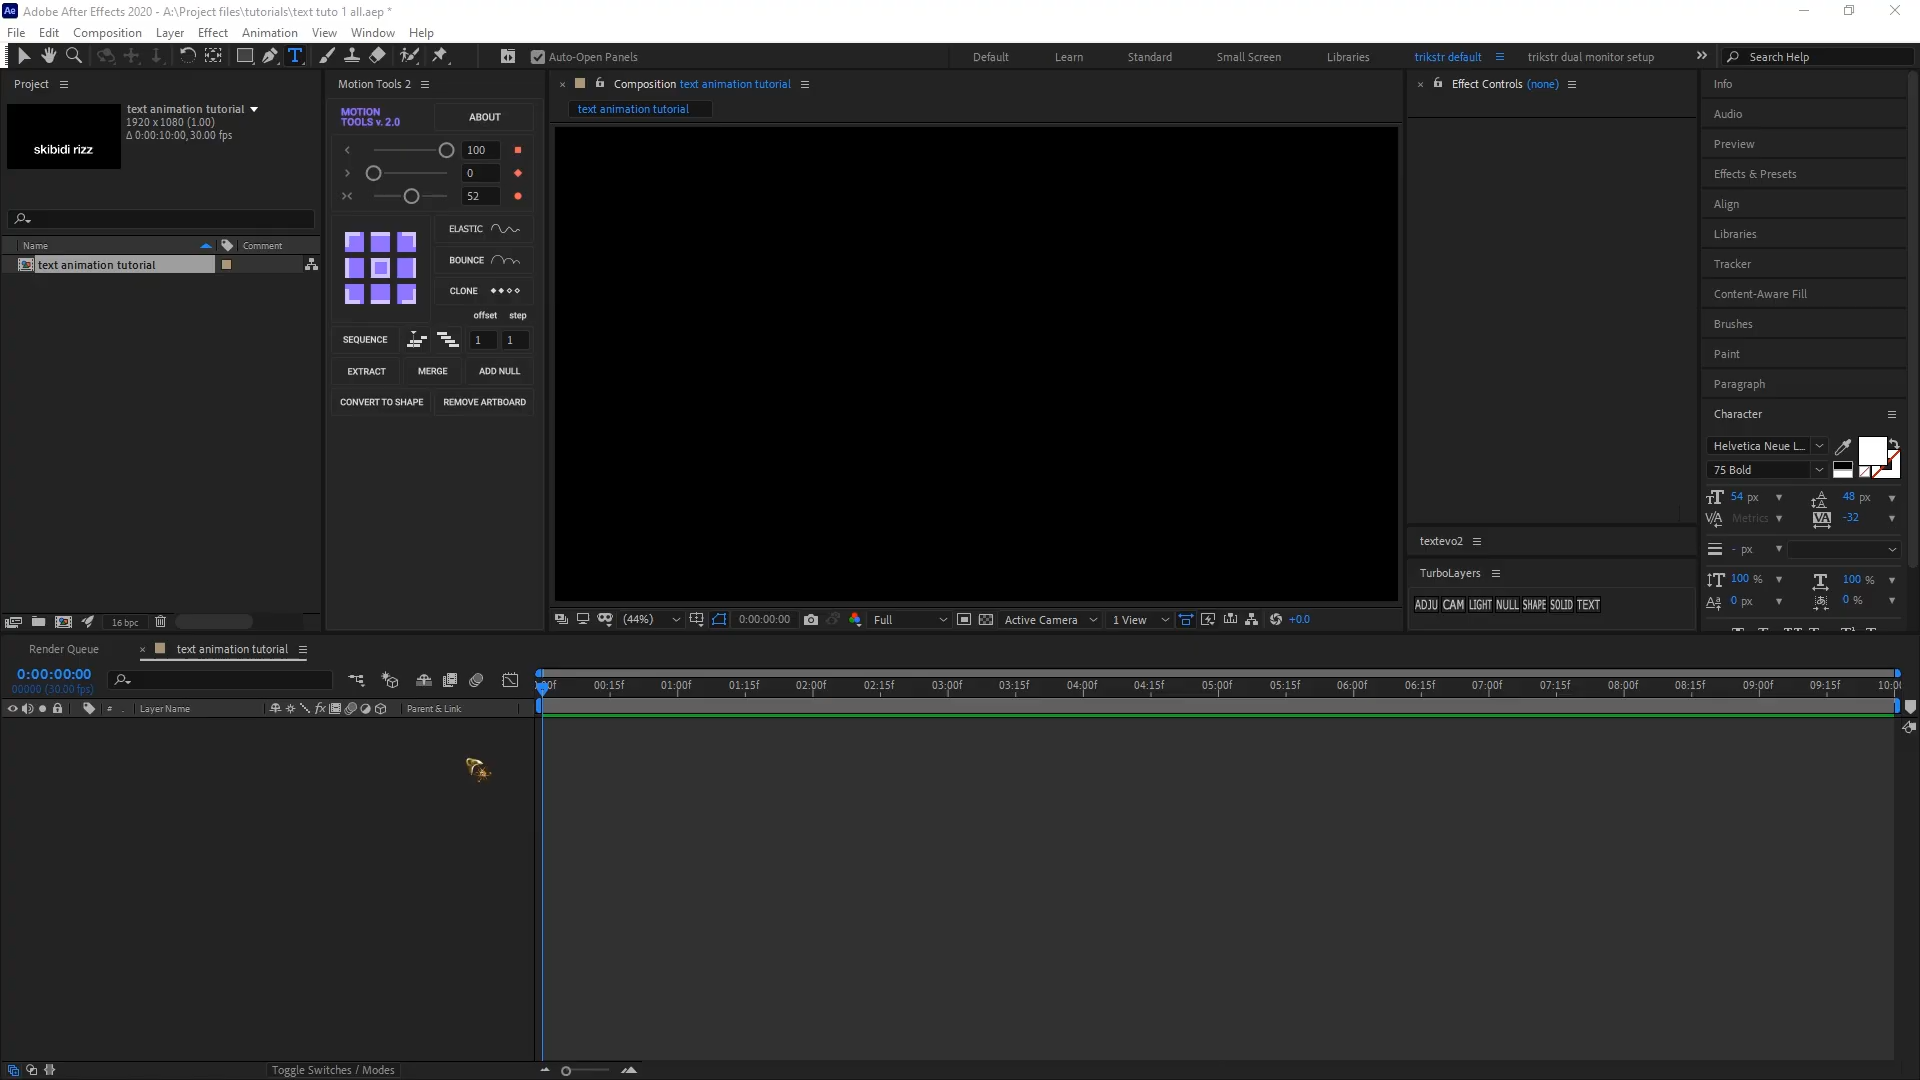 Ae Adobe After Effects 2020 - A:\Project files\tutorials\text tuto 1 all.aep *
File Edit Composition Layer Effect Animation View Window Help
Auto-Open Panels Default Learn Standard Small Screen Libraries trikstr default trikstr dual monitor setup Search Help
Project
text animation tutorial
1920 x 1080 (1.00)
Δ 0:00:10:00, 30.00 fps
skibidi rizz
Name Comment
text animation tutorial
16 bpc
Motion Tools 2
MOTION
TOOLS v. 2.0
ABOUT
100
0
52
ELASTIC
BOUNCE
CLONE
offset step
SEQUENCE 1 1
EXTRACT MERGE ADD NULL
CONVERT TO SHAPE REMOVE ARTBOARD
Composition text animation tutorial
text animation tutorial
(44%) 0:00:00:00 Full Active Camera 1 View +0.0
Effect Controls (none)
textevo2
TurboLayers
ADJU CAM LIGHT NULL SHAPE SOLID TEXT
Info
Audio
Preview
Effects & Presets
Align
Libraries
Tracker
Content-Aware Fill
Brushes
Paint
Paragraph
Character
Helvetica Neue L...
75 Bold
54 px 48 px
Metrics -32
- px
100 % 100 %
0 px 0 %
Render Queue text animation tutorial
0:00:00:00
00000 (30.00 fps)
00:15f 01:00f 01:15f 02:00f 02:15f 03:00f 03:15f 04:00f 04:15f 05:00f 05:15f 06:00f 06:15f 07:00f 07:15f 08:00f 08:15f 09:00f 09:15f
# Layer Name fx Parent & Link
Toggle Switches / Modes